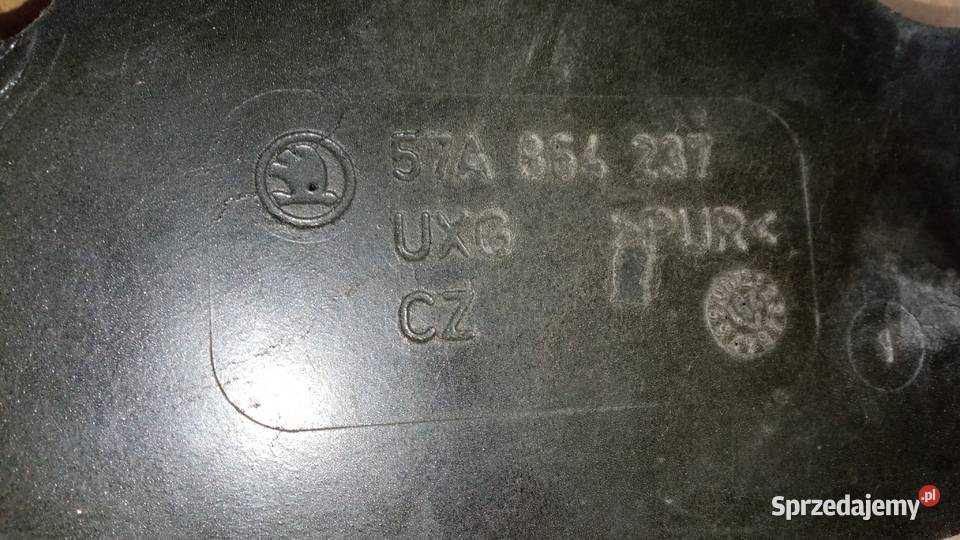 57A 864 237
UXG >PUR<
CZ
Sprzedajemy.pl